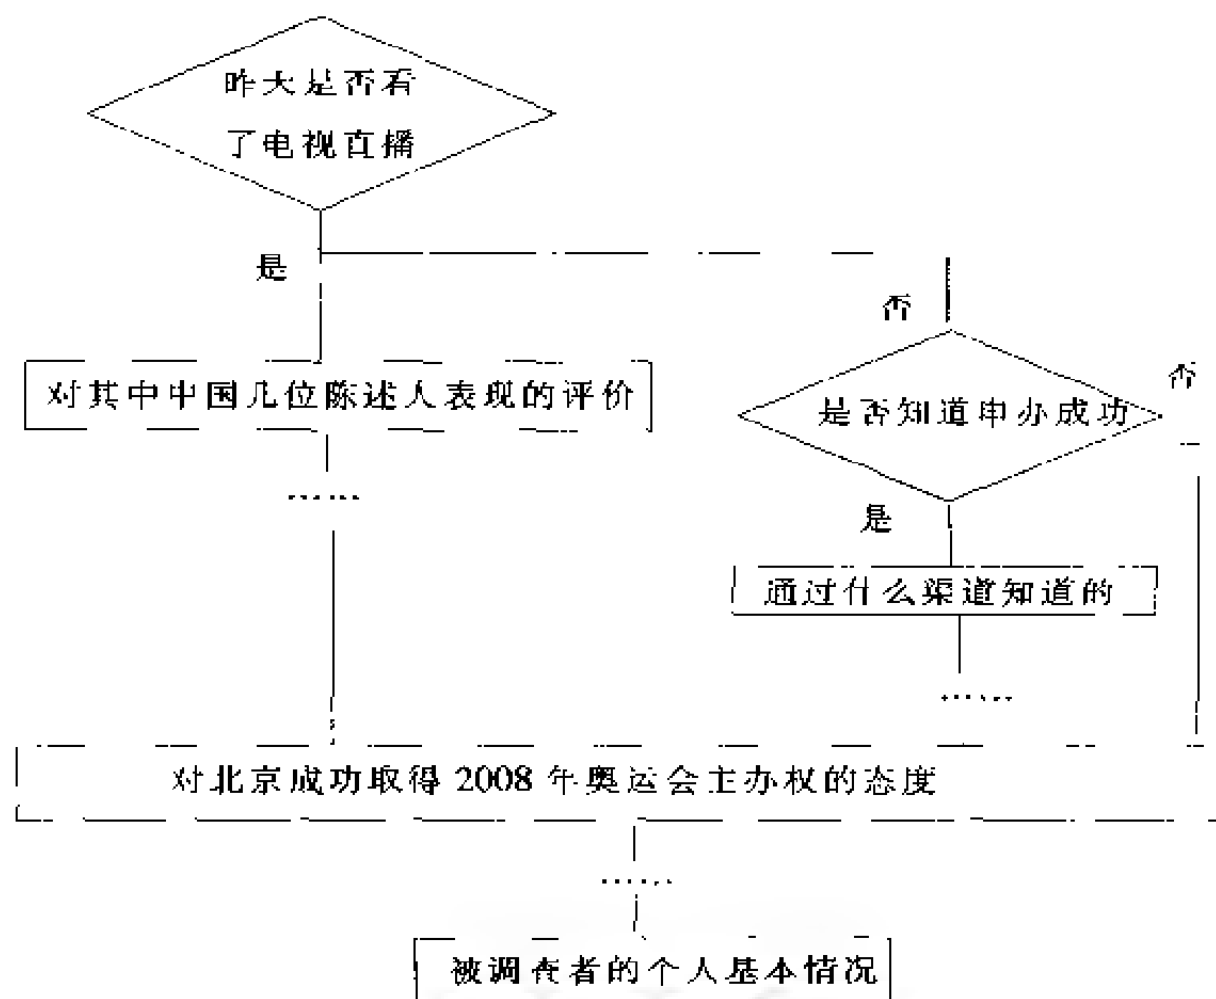 昨天是否看
了电视直播
是
否
对其中中国几位陈述人表现的评价
否
是否知道申办成功
……
是
通过什么渠道知道的
……
对北京成功取得 2008 年奥运会主办权的态度
……
被调查者的个人基本情况